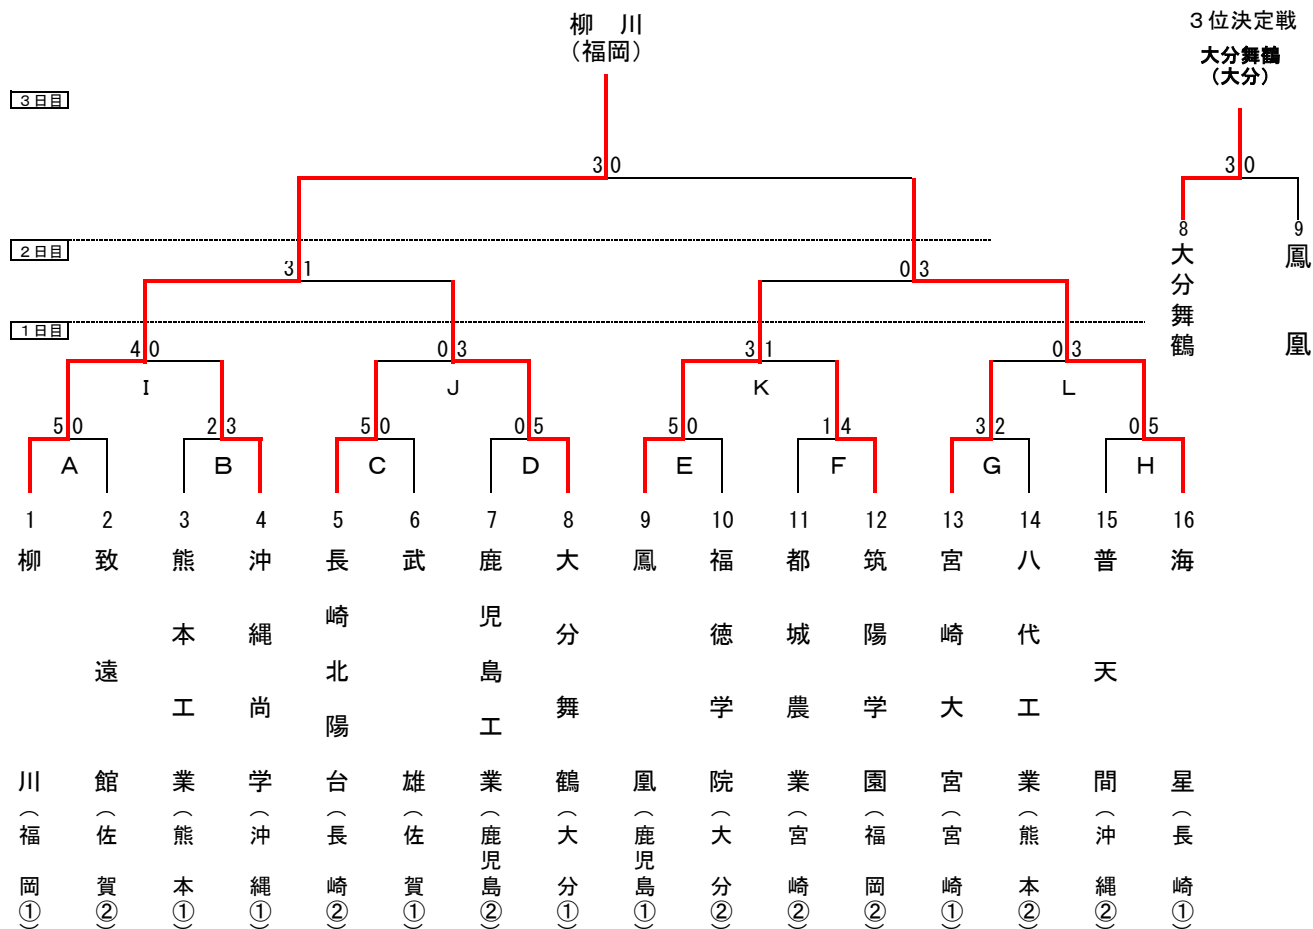 柳　川
（福岡）
３位決定戦
大分舞鶴
（大分）
３日目
3 0
3 0
8 9
大分舞鶴
鳳凰
２日目
3 1
0 3
１日目
4 0
0 3
3 1
0 3
I J K L
5 0
2 3
5 0
0 5
5 0
1 4
3 2
0 5
A B C D E F G H
1 2 3 4 5 6 7 8 9 10 11 12 13 14 15 16
柳川（福岡①）
致遠館（佐賀②）
熊本工業（熊本①）
沖縄尚学（沖縄①）
長崎北陽台（長崎②）
武雄（佐賀①）
鹿児島工業（鹿児島②）
大分舞鶴（大分①）
鳳凰（鹿児島①）
福徳学院（大分②）
都城農業（宮崎②）
筑陽学園（福岡②）
宮崎大宮（宮崎①）
八代工業（熊本②）
普天間（沖縄②）
海星（長崎①）